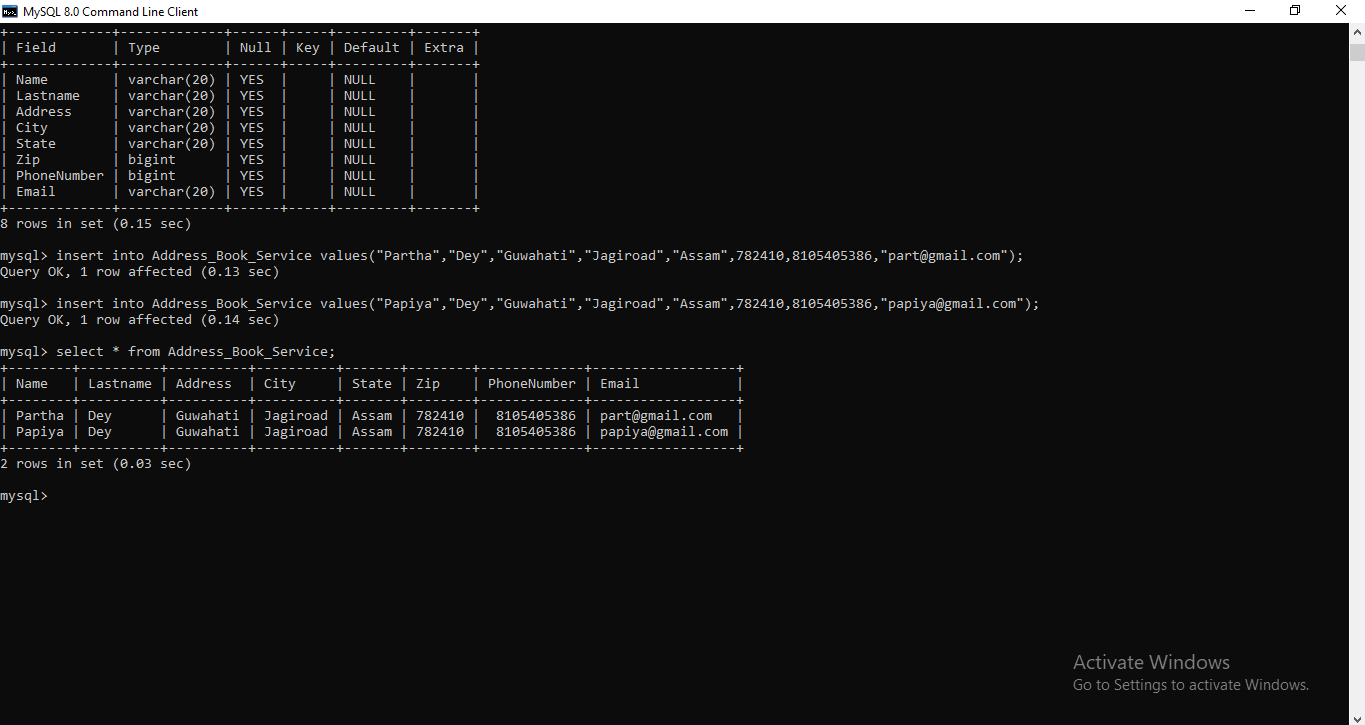 MySQL 8.0 Command Line Client
+-------------+-------------+------+-----+---------+-------+
| Field       | Type        | Null | Key | Default | Extra |
+-------------+-------------+------+-----+---------+-------+
| Name        | varchar(20) | YES  |     | NULL    |       |
| Lastname    | varchar(20) | YES  |     | NULL    |       |
| Address     | varchar(20) | YES  |     | NULL    |       |
| City        | varchar(20) | YES  |     | NULL    |       |
| State       | varchar(20) | YES  |     | NULL    |       |
| Zip         | bigint      | YES  |     | NULL    |       |
| PhoneNumber | bigint      | YES  |     | NULL    |       |
| Email       | varchar(20) | YES  |     | NULL    |       |
+-------------+-------------+------+-----+---------+-------+
8 rows in set (0.15 sec)
mysql> insert into Address_Book_Service values("Partha","Dey","Guwahati","Jagiroad","Assam",782410,8105405386,"part@gmail.com");
Query OK, 1 row affected (0.13 sec)
mysql> insert into Address_Book_Service values("Papiya","Dey","Guwahati","Jagiroad","Assam",782410,8105405386,"papiya@gmail.com");
Query OK, 1 row affected (0.14 sec)
mysql> select * from Address_Book_Service;
+--------+----------+----------+----------+-------+--------+-------------+------------------+
| Name   | Lastname | Address  | City     | State | Zip    | PhoneNumber | Email            |
+--------+----------+----------+----------+-------+--------+-------------+------------------+
| Partha | Dey      | Guwahati | Jagiroad | Assam | 782410 |  8105405386 | part@gmail.com   |
| Papiya | Dey      | Guwahati | Jagiroad | Assam | 782410 |  8105405386 | papiya@gmail.com |
+--------+----------+----------+----------+-------+--------+-------------+------------------+
2 rows in set (0.03 sec)
mysql>
Activate Windows
Go to Settings to activate Windows.